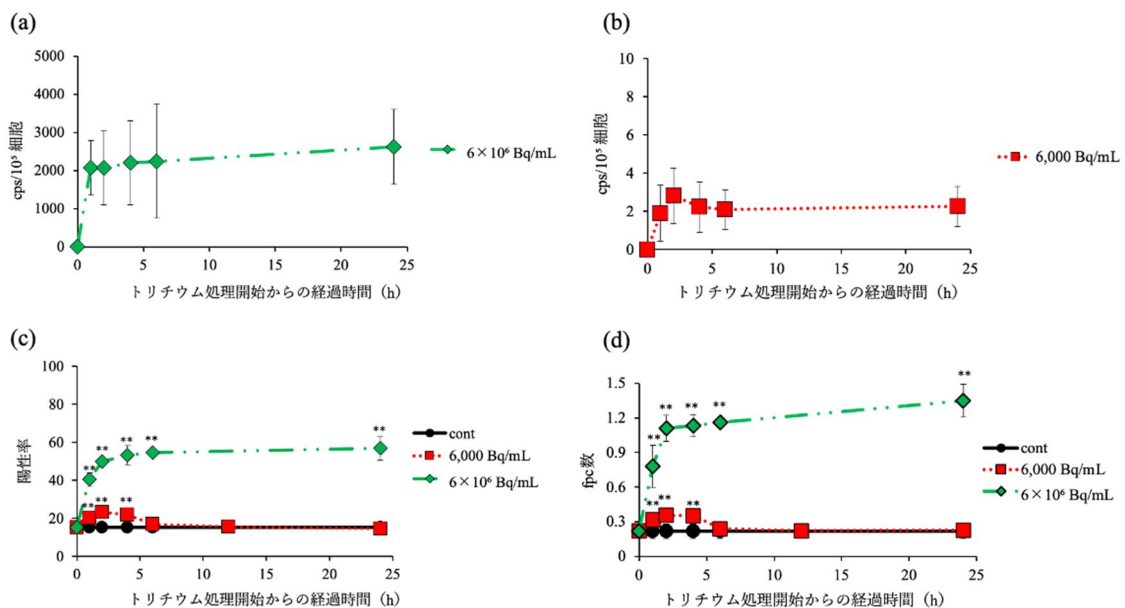 (a)
5000
4000
3000
2000
1000
0
cps/10⁵ 細胞
0 5 10 15 20 25
トリチウム処理開始からの経過時間（h）
6×10⁶ Bq/mL
(b)
10
8
6
4
2
0
cps/10⁵ 細胞
0 5 10 15 20 25
トリチウム処理開始からの経過時間（h）
6,000 Bq/mL
(c)
100
80
60
40
20
0
陽性率
** ** ** ** **
** ** **
0 5 10 15 20 25
トリチウム処理開始からの経過時間（h）
cont
6,000 Bq/mL
6×10⁶ Bq/mL
(d)
1.5
1.2
0.9
0.6
0.3
0
fpc数
** ** ** ** **
** ** **
0 5 10 15 20 25
トリチウム処理開始からの経過時間（h）
cont
6,000 Bq/mL
6×10⁶ Bq/mL